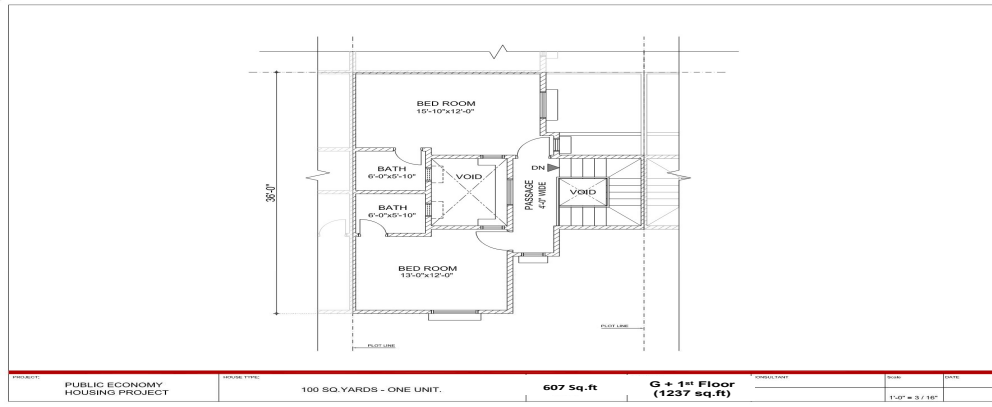 BED ROOM
15'-10"x12'-0"
BATH
6'-0"x5'-10"
VOID
DN
PASSAGE
4'-0" WIDE
VOID
36'-0"
BATH
6'-0"x5'-10"
BED ROOM
13'-0"x12'-0"
PLOT LINE
PLOT LINE
PROJECT:
PUBLIC ECONOMY
HOUSING PROJECT
HOUSE TYPE:
100 SQ.YARDS - ONE UNIT.
607 Sq.ft
G + 1st Floor
(1237 sq.ft)
CONSULTANT
Scale
1'-0" = 3 / 16"
DATE